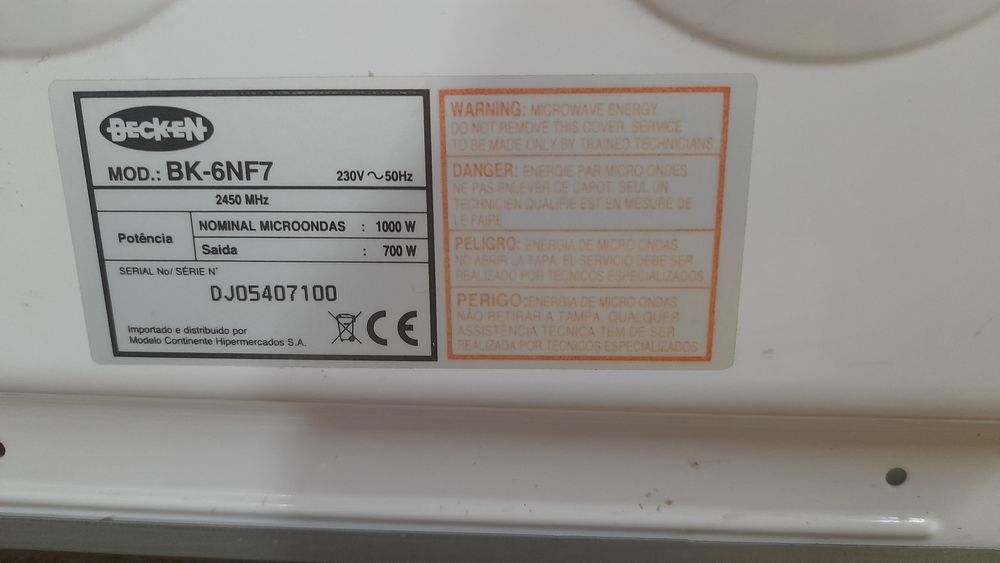 BECKEN
MOD.: BK-6NF7 230V ~ 50Hz
2450 MHz
Potência
NOMINAL MICROONDAS : 1000 W
Saida : 700 W
SERIAL No/ SÉRIE N°
DJ05407100
Importado e distribuido por
Modelo Continente Hipermercados S.A.
CE
WARNING: MICROWAVE ENERGY
DO NOT REMOVE THIS COVER. SERVICE
TO BE MADE ONLY BY TRAINED TECHNICIANS
DANGER: ENERGIE PAR MICRO ONDES
NE PAS ENLEVER CE CAPOT. SEUL UN
TECHNICIEN QUALIFIE EST EN MESURE DE
LE FAIRE
PELIGRO: ENERGIA DE MICRO ONDAS
NO ABRIR LA TAPA. EL SERVICIO DEBE SER
REALIZADO POR TECNICOS ESPECIALIZADOS
PERIGO: ENERGIA DE MICRO ONDAS
NÃO RETIRAR A TAMPA. QUALQUER
ASSISTÊNCIA TÉCNICA TEM DE SER
REALIZADA POR TÉCNICOS ESPECIALIZADOS